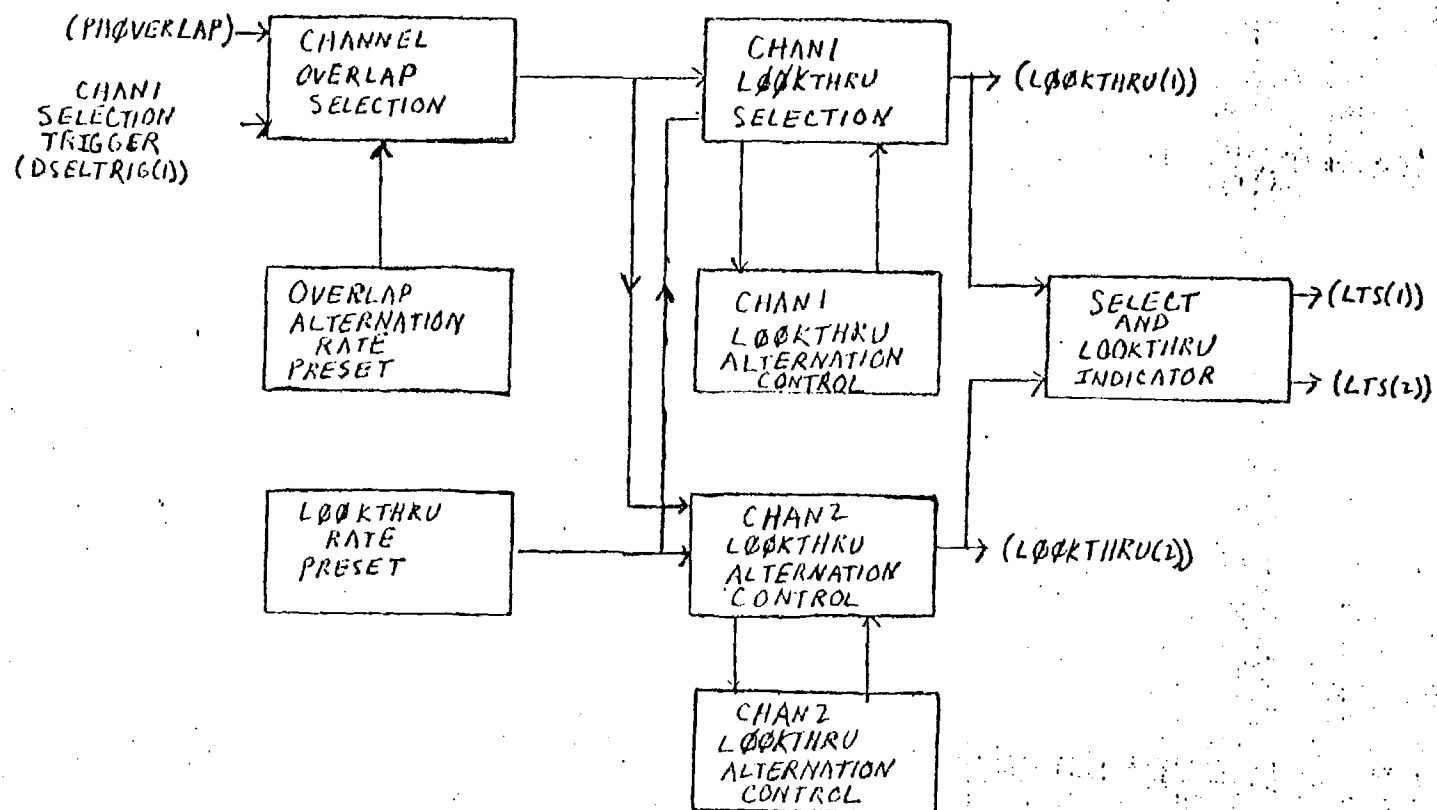 (PHØVERLAP)
CHAN1
SELECTION
TRIGGER
(DSELTRIG(1))
CHANNEL
OVERLAP
SELECTION
OVERLAP
ALTERNATION
RATE
PRESET
LØØKTHRU
RATE
PRESET
CHAN1
LØØKTHRU
SELECTION
CHAN1
LØØKTHRU
ALTERNATION
CONTROL
CHAN2
LØØKTHRU
ALTERNATION
CONTROL
CHAN2
LØØKTHRU
ALTERNATION
CONTROL
(LØØKTHRU(1))
SELECT
AND
LOOKTHRU
INDICATOR
(LTS(1))
(LTS(2))
(LØØKTHRU(2))